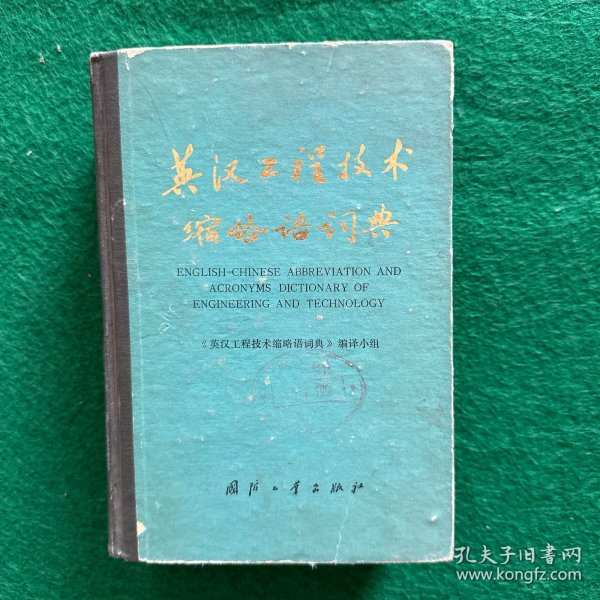 英汉工程技术
缩略语词典
ENGLISH-CHINESE ABBREVIATION AND
ACRONYMS DICTIONARY OF
ENGINEERING AND TECHNOLOGY
《英汉工程技术缩略语词典》编译小组
国防工业出版社
孔夫子旧书网
www.kongfz.com